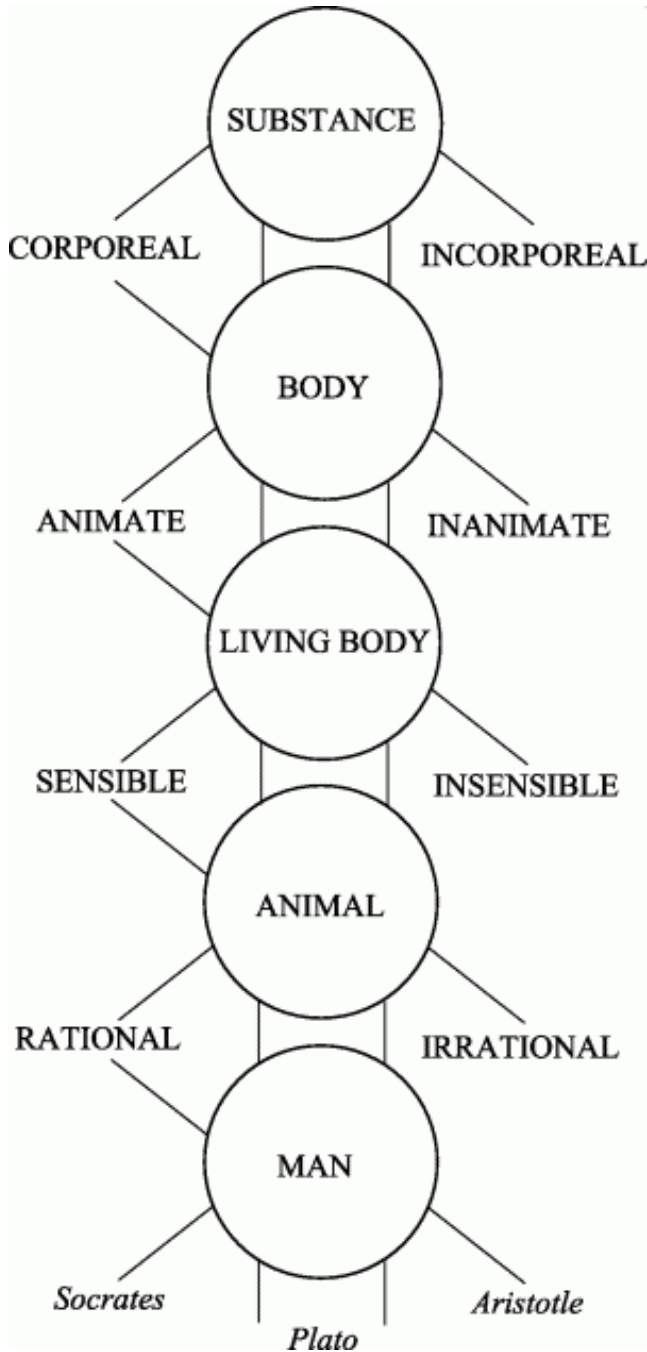 SUBSTANCE
CORPOREAL
INCORPOREAL
BODY
ANIMATE
INANIMATE
LIVING BODY
SENSIBLE
INSENSIBLE
ANIMAL
RATIONAL
IRRATIONAL
MAN
Socrates
Aristotle
Plato